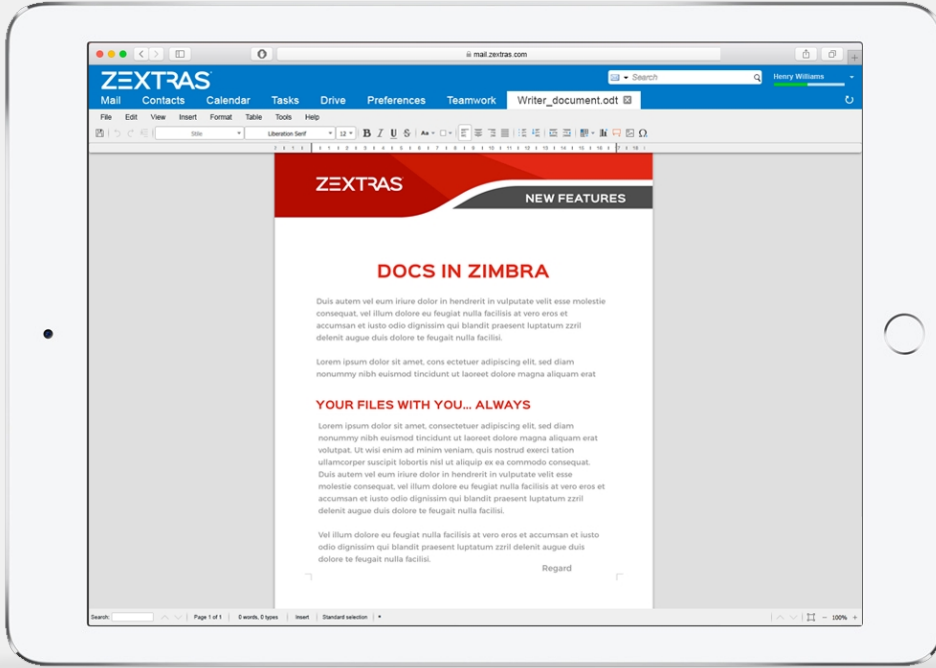 mail.zextras.com
ZEXTRAS
Search
Henry Williams
Mail Contacts Calendar Tasks Drive Preferences Teamwork Writer_document.odt
File Edit View Insert Format Table Tools Help
Title Liberation Serif 12 B I U S Aa
ZEXTRAS
NEW FEATURES
DOCS IN ZIMBRA
Duis autem vel eum iriure dolor in hendrerit in vulputate velit esse molestie
consequat, vel illum dolore eu feugiat nulla facilisis at vero eros et
accumsan et iusto odio dignissim qui blandit praesent luptatum zzril
delenit augue duis dolore te feugait nulla facilisi.
Lorem ipsum dolor sit amet, cons ectetuer adipiscing elit, sed diam
nonummy nibh euismod tincidunt ut laoreet dolore magna aliquam erat
YOUR FILES WITH YOU... ALWAYS
Lorem ipsum dolor sit amet, consectetuer adipiscing elit, sed diam
nonummy nibh euismod tincidunt ut laoreet dolore magna aliquam erat
volutpat. Ut wisi enim ad minim veniam, quis nostrud exerci tation
ullamcorper suscipit lobortis nisl ut aliquip ex ea commodo consequat.
Duis autem vel eum iriure dolor in hendrerit in vulputate velit esse
molestie consequat, vel illum dolore eu feugiat nulla facilisis at vero eros et
accumsan et iusto odio dignissim qui blandit praesent luptatum zzril
delenit augue duis dolore te feugait nulla facilisi.
Vel illum dolore eu feugiat nulla facilisis at vero eros et accumsan et iusto
odio dignissim qui blandit praesent luptatum zzril delenit augue duis
dolore te feugait nulla facilisi.
Regard
Search: Page 1 of 1 0 words, 0 types Insert Standard selection 100%